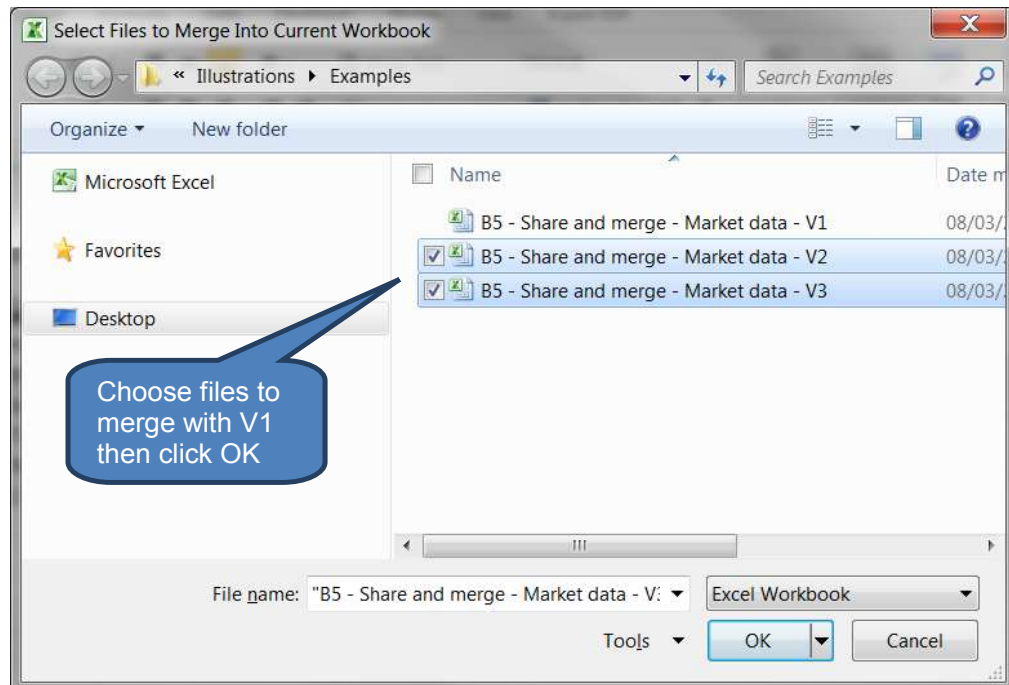 Select Files to Merge Into Current Workbook
« Illustrations ▸ Examples
Search Examples
Organize ▾ New folder
Microsoft Excel
Name
Date m
B5 - Share and merge - Market data - V1
08/03/
Favorites
B5 - Share and merge - Market data - V2
08/03/
B5 - Share and merge - Market data - V3
08/03/
Desktop
Choose files to
merge with V1
then click OK
File name: "B5 - Share and merge - Market data - V
Excel Workbook
Tools
OK
Cancel